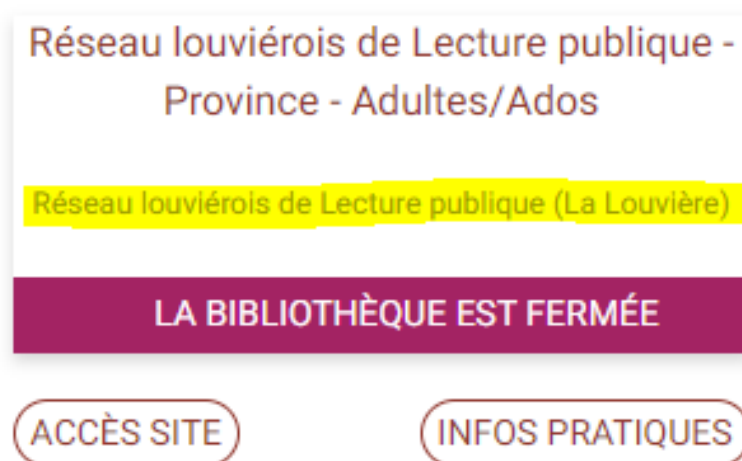 Réseau louviérois de Lecture publique -
Province - Adultes/Ados
Réseau louviérois de Lecture publique (La Louvière)
LA BIBLIOTHÈQUE EST FERMÉE
ACCÈS SITE
INFOS PRATIQUES